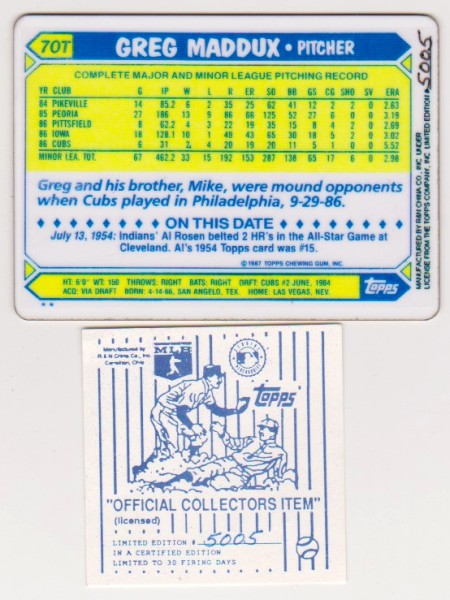 70T
GREG MADDUX • PITCHER
COMPLETE MAJOR AND MINOR LEAGUE PITCHING RECORD
YR CLUB G IP W L R ER SO BB GS CG SHO SV ERA
84 PIKEVILLE 14 85.2 6 2 35 25 62 41 12 2 2 0 2.63
85 PEORIA 27 186 13 9 86 66 125 52 27 6 0 0 3.19
86 PITTSFIELD 8 62.2 4 3 22 19 35 15 8 4 2 0 2.69
86 IOWA 18 128.1 10 1 49 43 65 30 18 5 2 0 3.02
86 CUBS 6 31 2 4 20 19 20 11 5 1 0 0 5.52
MINOR LEA. TOT. 67 462.2 33 15 192 153 287 138 65 17 6 0 2.98
Greg and his brother, Mike, were mound opponents
when Cubs played in Philadelphia, 9-29-86.
ON THIS DATE
July 13, 1954: Indians' Al Rosen belted 2 HR's in the All-Star Game at
Cleveland. Al's 1954 Topps card was #15.
©1987 TOPPS CHEWING GUM, INC.
HT: 6'0" WT: 150 THROWS: RIGHT BATS: RIGHT DRAFT: CUBS #2-JUNE, 1984
ACQ: VIA DRAFT BORN: 4-14-66, SAN ANGELO, TEX. HOME: LAS VEGAS, NEV.
Topps
**
MANUFACTURED BY R&N CHINA CO., INC. UNDER
LICENSE FROM THE TOPPS COMPANY, INC. LIMITED EDITION # 5005
Manufactured by
R & N China Co., Inc.
Carrollton, Ohio
MLB
Topps
"OFFICIAL COLLECTORS ITEM"
(licensed)
LIMITED EDITION # 5005
IN A CERTIFIED EDITION
LIMITED TO 30 FIRING DAYS